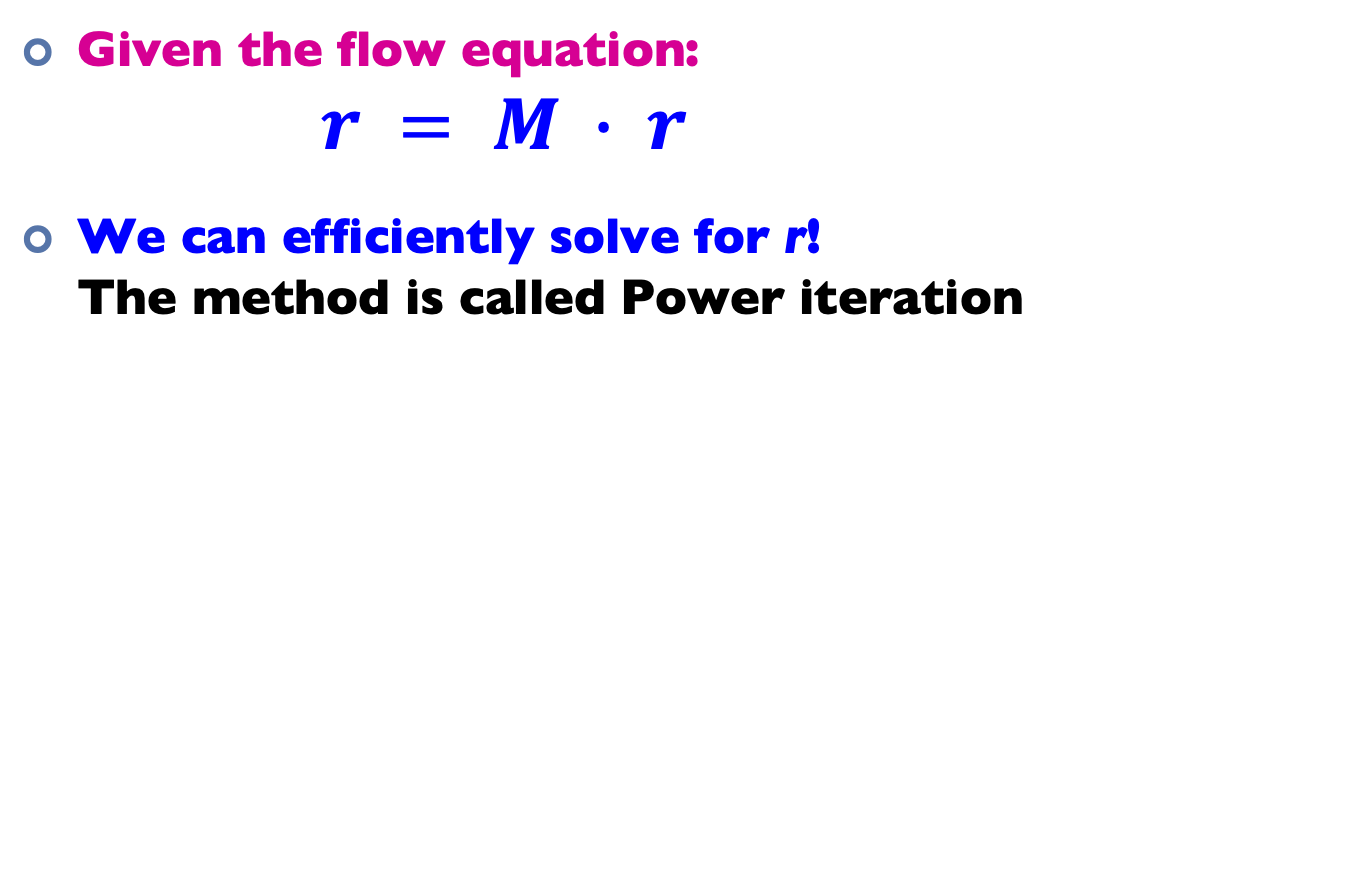 Given the flow equation:
r = M · r
We can efficiently solve for r!
The method is called Power iteration